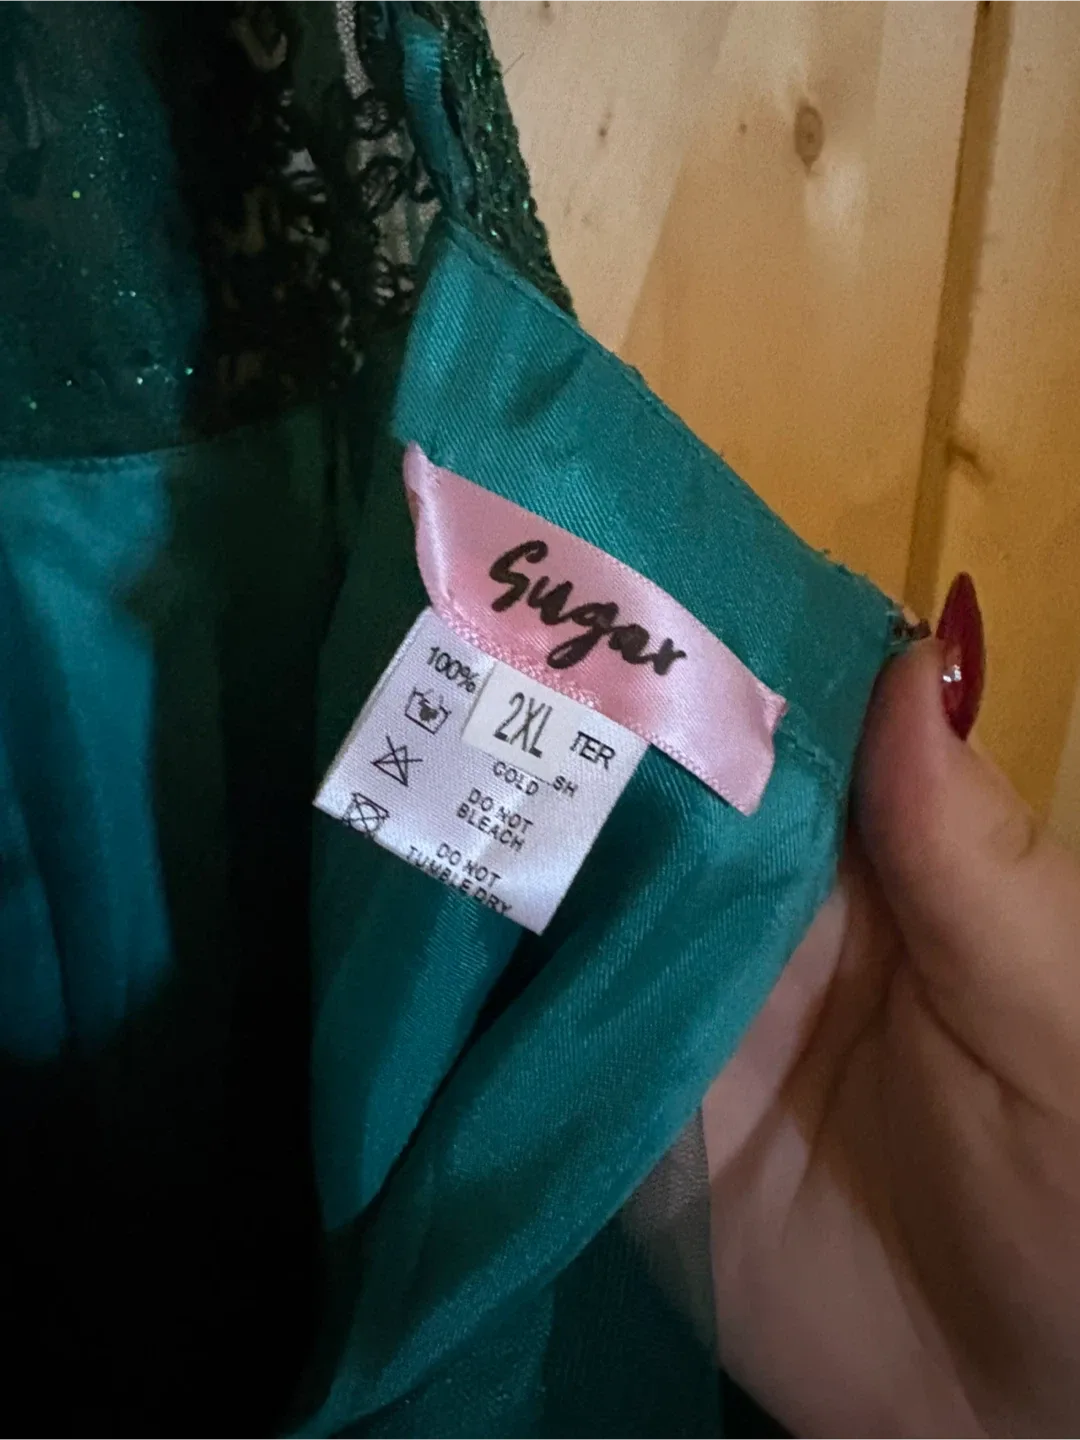 Sugar
100% 2XL TER
COLD SH
DO NOT
BLEACH
DO NOT
TUMBLE DRY